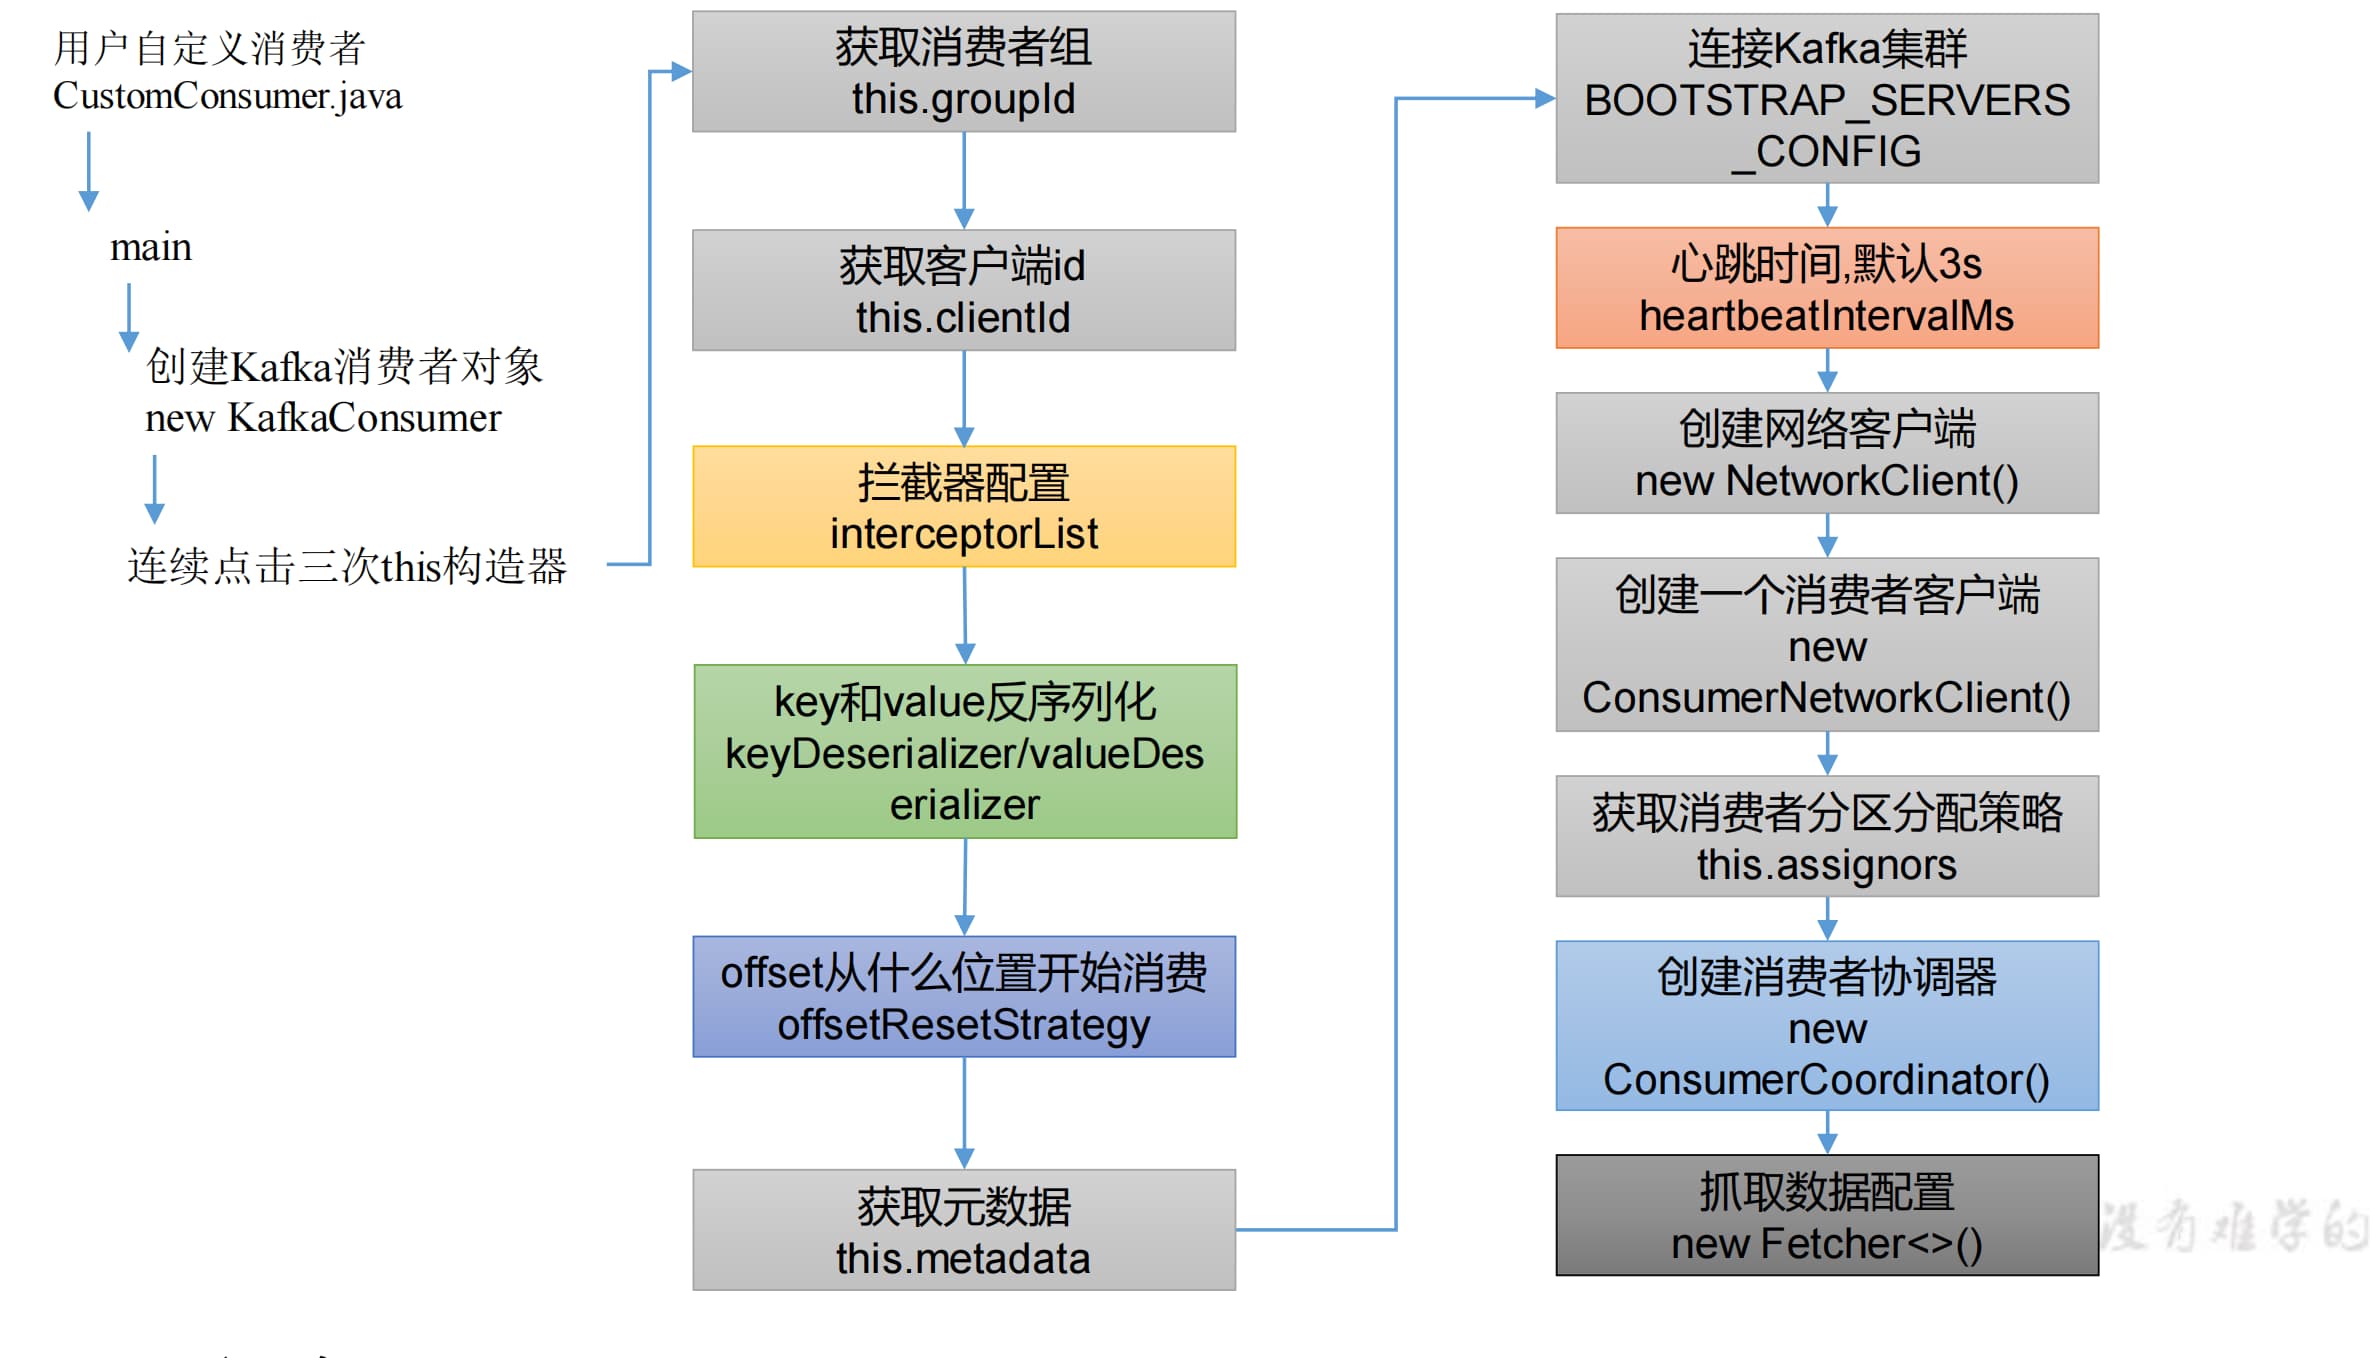 用户自定义消费者
CustomConsumer.java
main
创建Kafka消费者对象
new KafkaConsumer
连续点击三次this构造器
获取消费者组
this.groupId
获取客户端id
this.clientId
拦截器配置
interceptorList
key和value反序列化
keyDeserializer/valueDes
erializer
offset从什么位置开始消费
offsetResetStrategy
获取元数据
this.metadata
连接Kafka集群
BOOTSTRAP_SERVERS
_CONFIG
心跳时间,默认3s
heartbeatIntervalMs
创建网络客户端
new NetworkClient()
创建一个消费者客户端
new
ConsumerNetworkClient()
获取消费者分区分配策略
this.assignors
创建消费者协调器
new
ConsumerCoordinator()
抓取数据配置
new Fetcher<>()
没有难学的